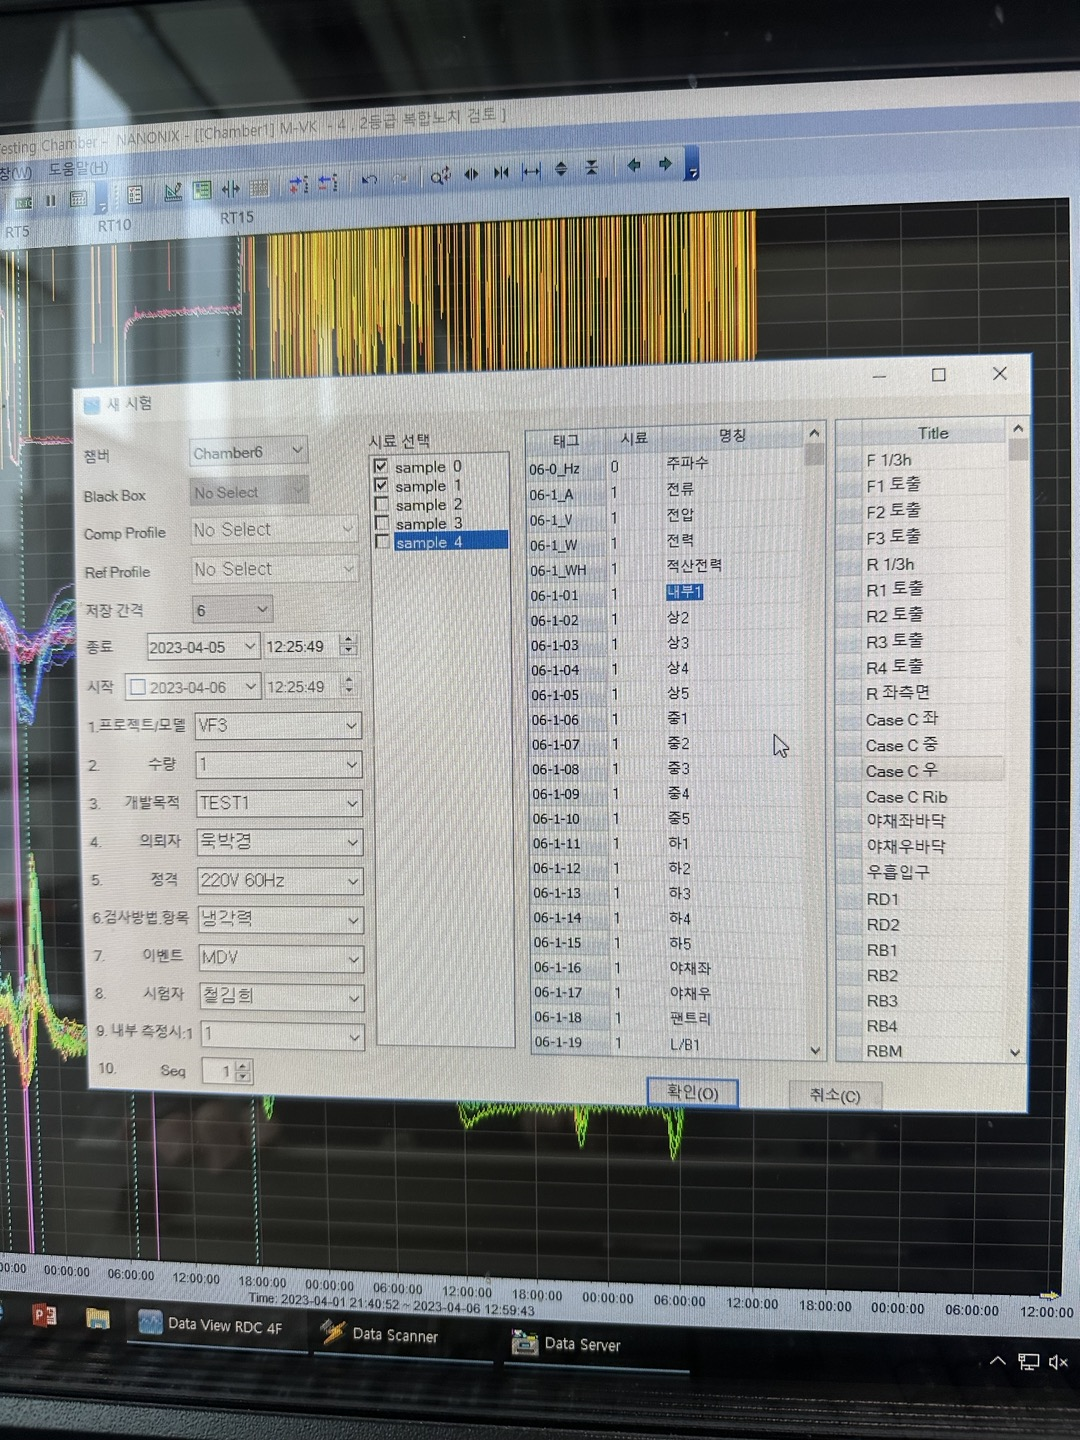 esting Chamber - NANONIX - [[Chamber1] M-VK - 4 , 2등급 복합노치 검토 ]
창(W) 도움말(H)
RT5 RT10 RT15
새 시험
챔버 Chamber6
Black Box No Select
Comp Profile No Select
Ref Profile No Select
저장 간격 6
종료 2023-04-05 12:25:49
시작 2023-04-06 12:25:49
1.프로젝트/모델 VF3
2. 수량 1
3. 개발목적 TEST1
4. 의뢰자 욱박경
5. 정격 220V 60Hz
6.검사방법.항목 냉각력
7. 이벤트 MDV
8. 시험자 철김희
9. 내부 측정시:1 1
10. Seq 1
시료 선택
sample 0
sample 1
sample 2
sample 3
sample 4
태그 시료 명칭
06-0_Hz 0 주파수
06-1_A 1 전류
06-1_V 1 전압
06-1_W 1 전력
06-1_WH 1 적산전력
06-1-01 1 내부1
06-1-02 1 상2
06-1-03 1 상3
06-1-04 1 상4
06-1-05 1 상5
06-1-06 1 중1
06-1-07 1 중2
06-1-08 1 중3
06-1-09 1 중4
06-1-10 1 중5
06-1-11 1 하1
06-1-12 1 하2
06-1-13 1 하3
06-1-14 1 하4
06-1-15 1 하5
06-1-16 1 야채좌
06-1-17 1 야채우
06-1-18 1 팬트리
06-1-19 1 L/B1
Title
F 1/3h
F1 토출
F2 토출
F3 토출
R 1/3h
R1 토출
R2 토출
R3 토출
R4 토출
R 좌측면
Case C 좌
Case C 중
Case C 우
Case C Rib
야채좌바닥
야채우바닥
우흡입구
RD1
RD2
RB1
RB2
RB3
RB4
RBM
확인(O) 취소(C)
00:00 00:00:00 06:00:00 12:00:00 18:00:00 00:00:00 06:00:00 12:00:00 18:00:00 00:00:00 06:00:00 12:00:00 18:00:00 00:00:00 06:00:00 12:00:00
Time: 2023-04-01 21:40:52 ~ 2023-04-06 12:59:43
Data View RDC 4F Data Scanner Data Server